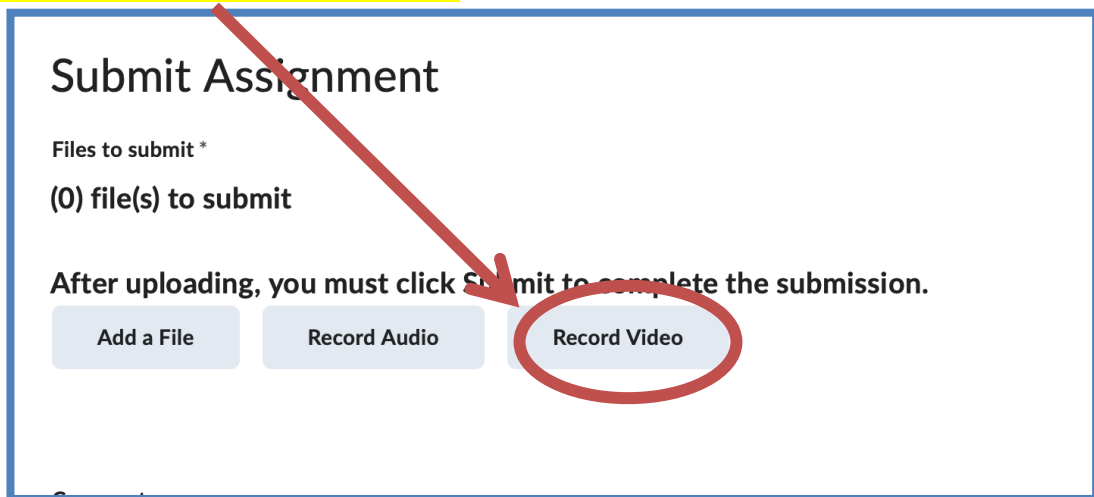 Submit Assignment
Files to submit *
(0) file(s) to submit
After uploading, you must click Submit to complete the submission.
Add a File Record Audio Record Video